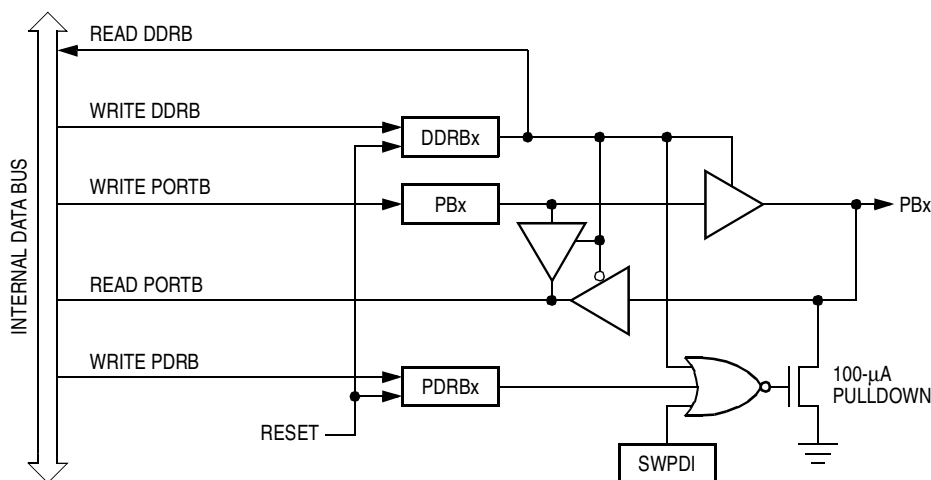 READ DDRB
WRITE DDRB
DDRBx
WRITE PORTB
PBx
PBx
INTERNAL DATA BUS
READ PORTB
WRITE PDRB
PDRBx
100-µA
PULLDOWN
RESET
SWPDI